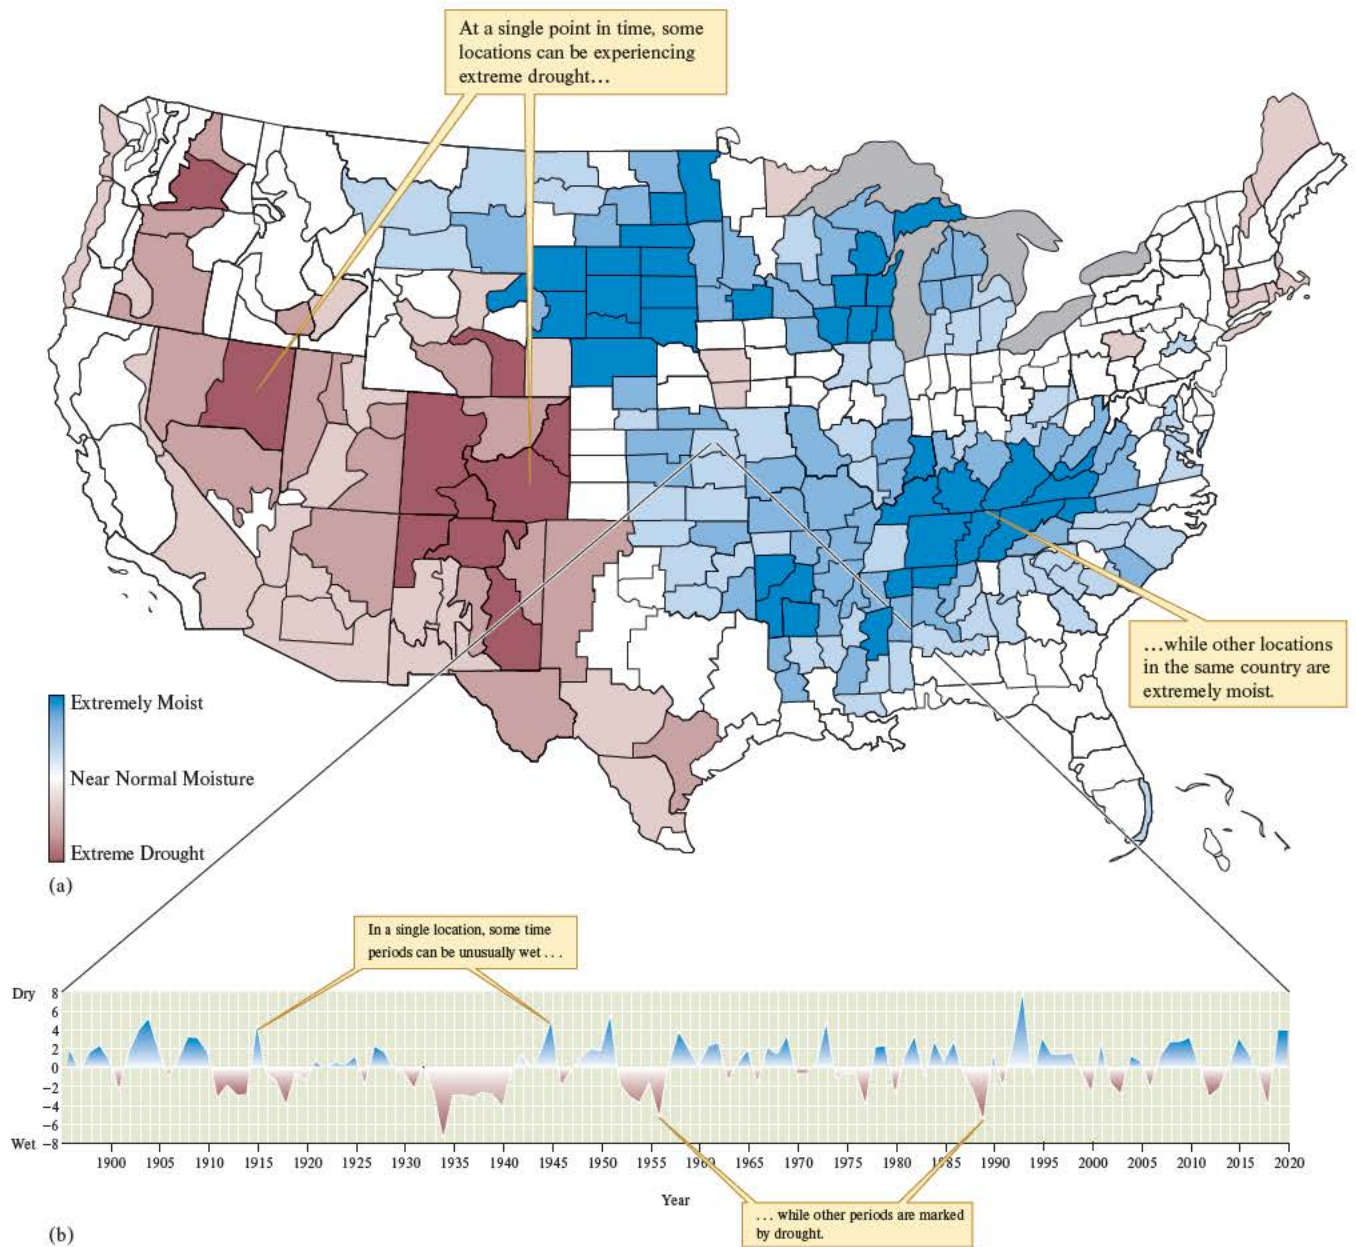 At a single point in time, some
locations can be experiencing
extreme drought...
...while other locations
in the same country are
extremely moist.
Extremely Moist
Near Normal Moisture
Extreme Drought
(a)
In a single location, some time
periods can be unusually wet . . .
Dry 8
6
4
2
0
−2
−4
−6
Wet −8
1900 1905 1910 1915 1920 1925 1930 1935 1940 1945 1950 1955 1960 1965 1970 1975 1980 1985 1990 1995 2000 2005 2010 2015 2020
Year
. . . while other periods are marked
by drought.
(b)